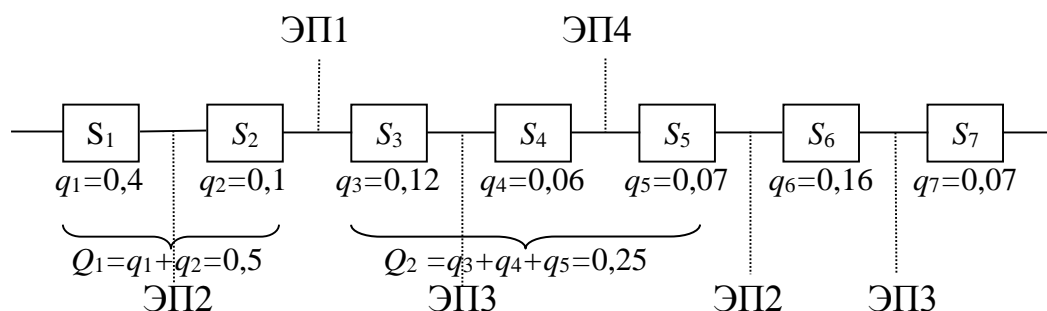 ЭП1 ЭП4
S₁ S₂ S₃ S₄ S₅ S₆ S₇
q₁=0,4 q₂=0,1 q₃=0,12 q₄=0,06 q₅=0,07 q₆=0,16 q₇=0,07
Q₁=q₁+q₂=0,5 Q₂ =q₃+q₄+q₅=0,25
ЭП2 ЭП3 ЭП2 ЭП3